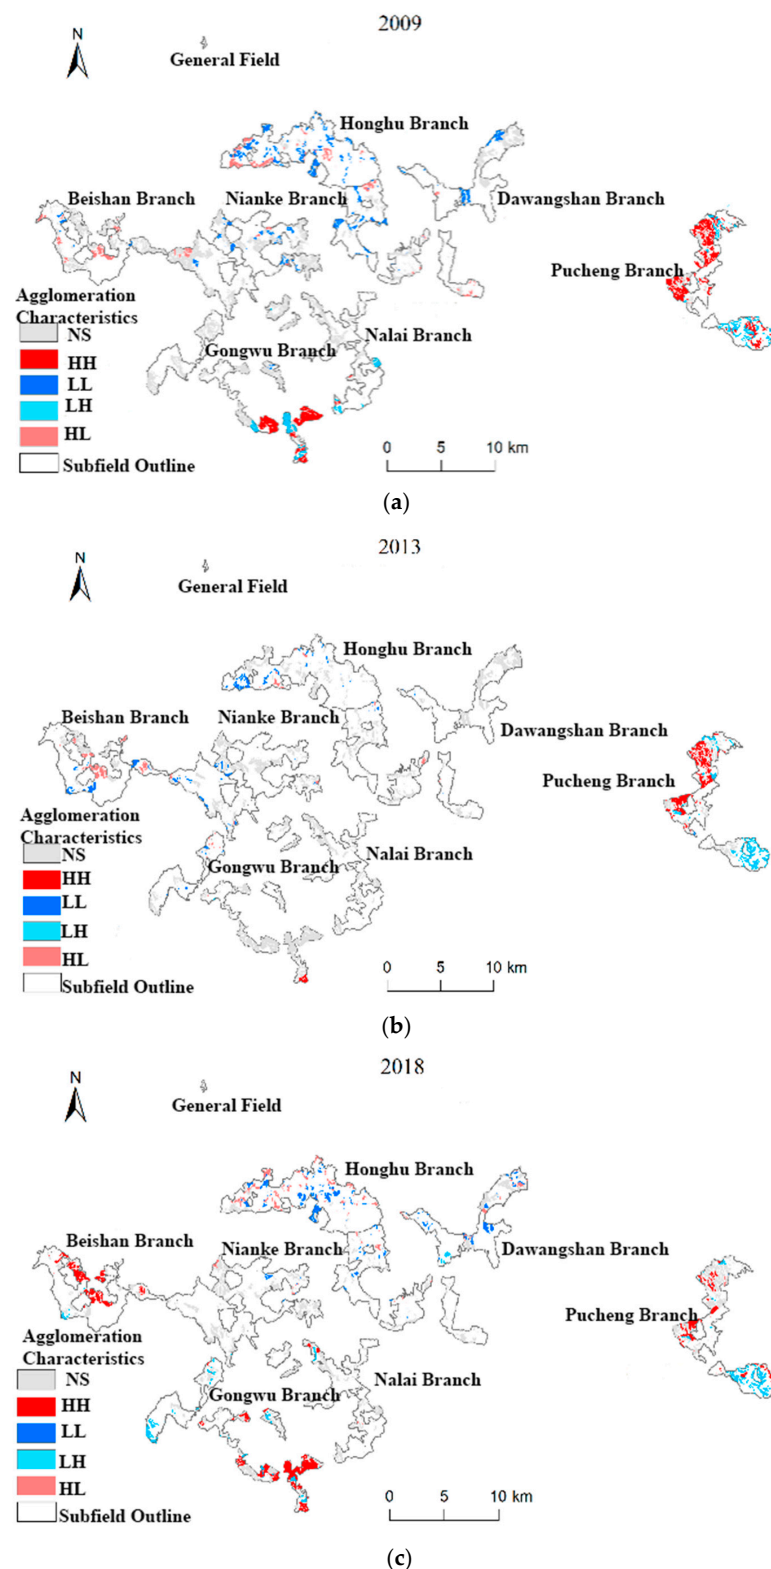 2009
N
General Field
Honghu Branch
Beishan Branch
Nianke Branch
Dawangshan Branch
Pucheng Branch
Agglomeration
Characteristics
NS
HH
LL
LH
HL
Subfield Outline
Nalai Branch
Gongwu Branch
0 5 10 km
(a)
2013
N
General Field
Honghu Branch
Beishan Branch
Nianke Branch
Dawangshan Branch
Pucheng Branch
Agglomeration
Characteristics
NS
HH
LL
LH
HL
Subfield Outline
Nalai Branch
Gongwu Branch
0 5 10 km
(b)
2018
N
General Field
Honghu Branch
Beishan Branch
Nianke Branch
Dawangshan Branch
Pucheng Branch
Agglomeration
Characteristics
NS
HH
LL
LH
HL
Subfield Outline
Nalai Branch
Gongwu Branch
0 5 10 km
(c)